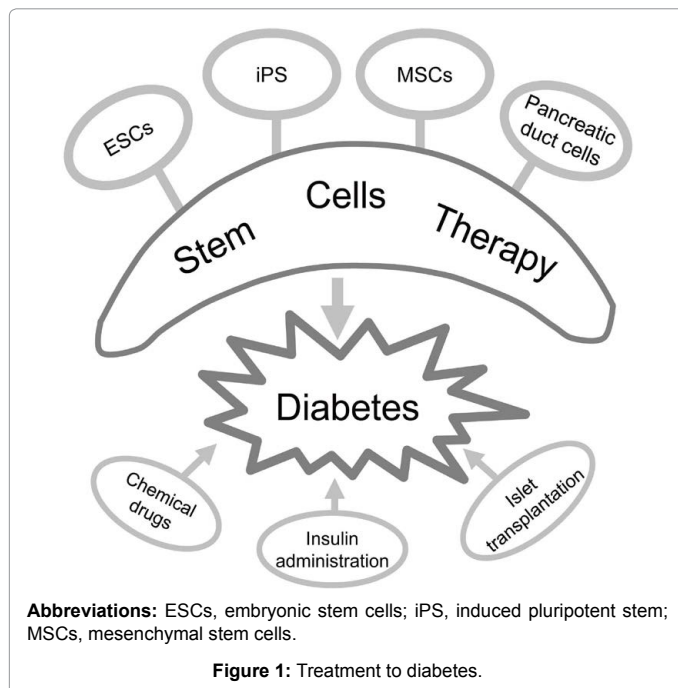 iPS
MSCs
ESCs
Pancreatic
duct cells
Stem Cells Therapy
Diabetes
Chemical
drugs
Insulin
administration
Islet
transplantation
Abbreviations: ESCs, embryonic stem cells; iPS, induced pluripotent stem;
MSCs, mesenchymal stem cells.
Figure 1: Treatment to diabetes.